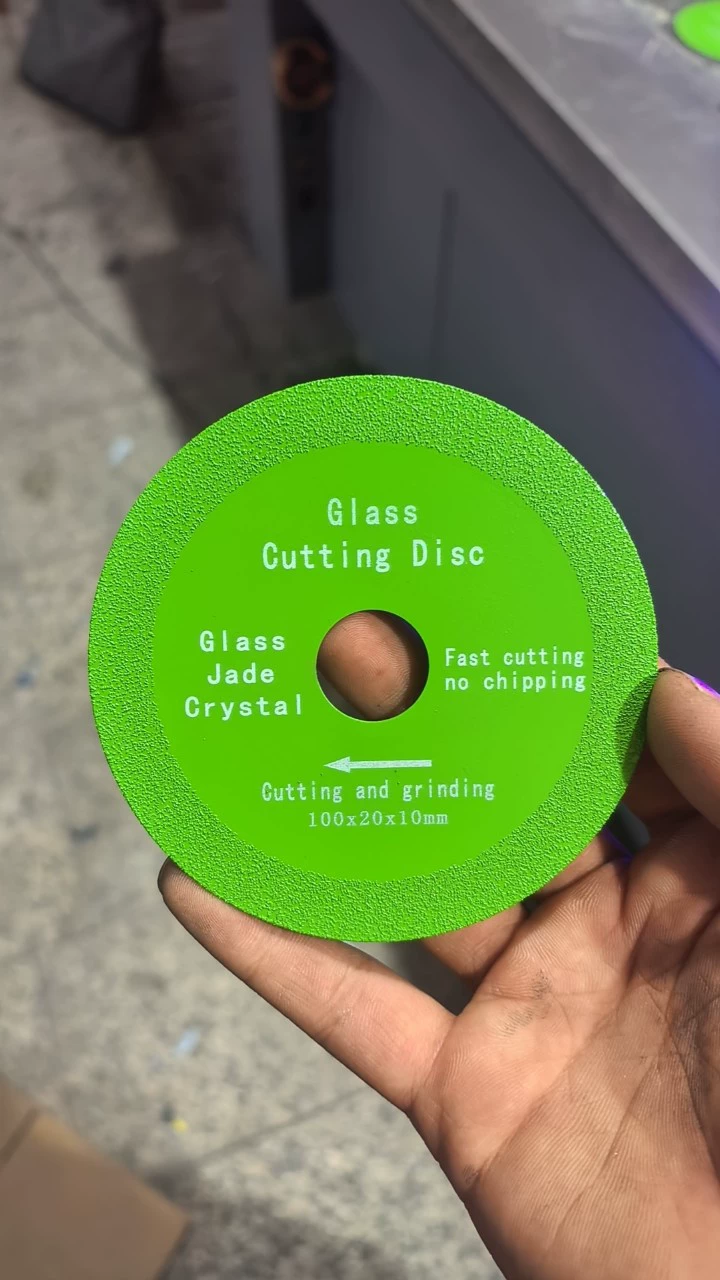 Glass
Cutting Disc
Glass
Jade
Crystal
Fast cutting
no chipping
Cutting and grinding
100x20x10mm